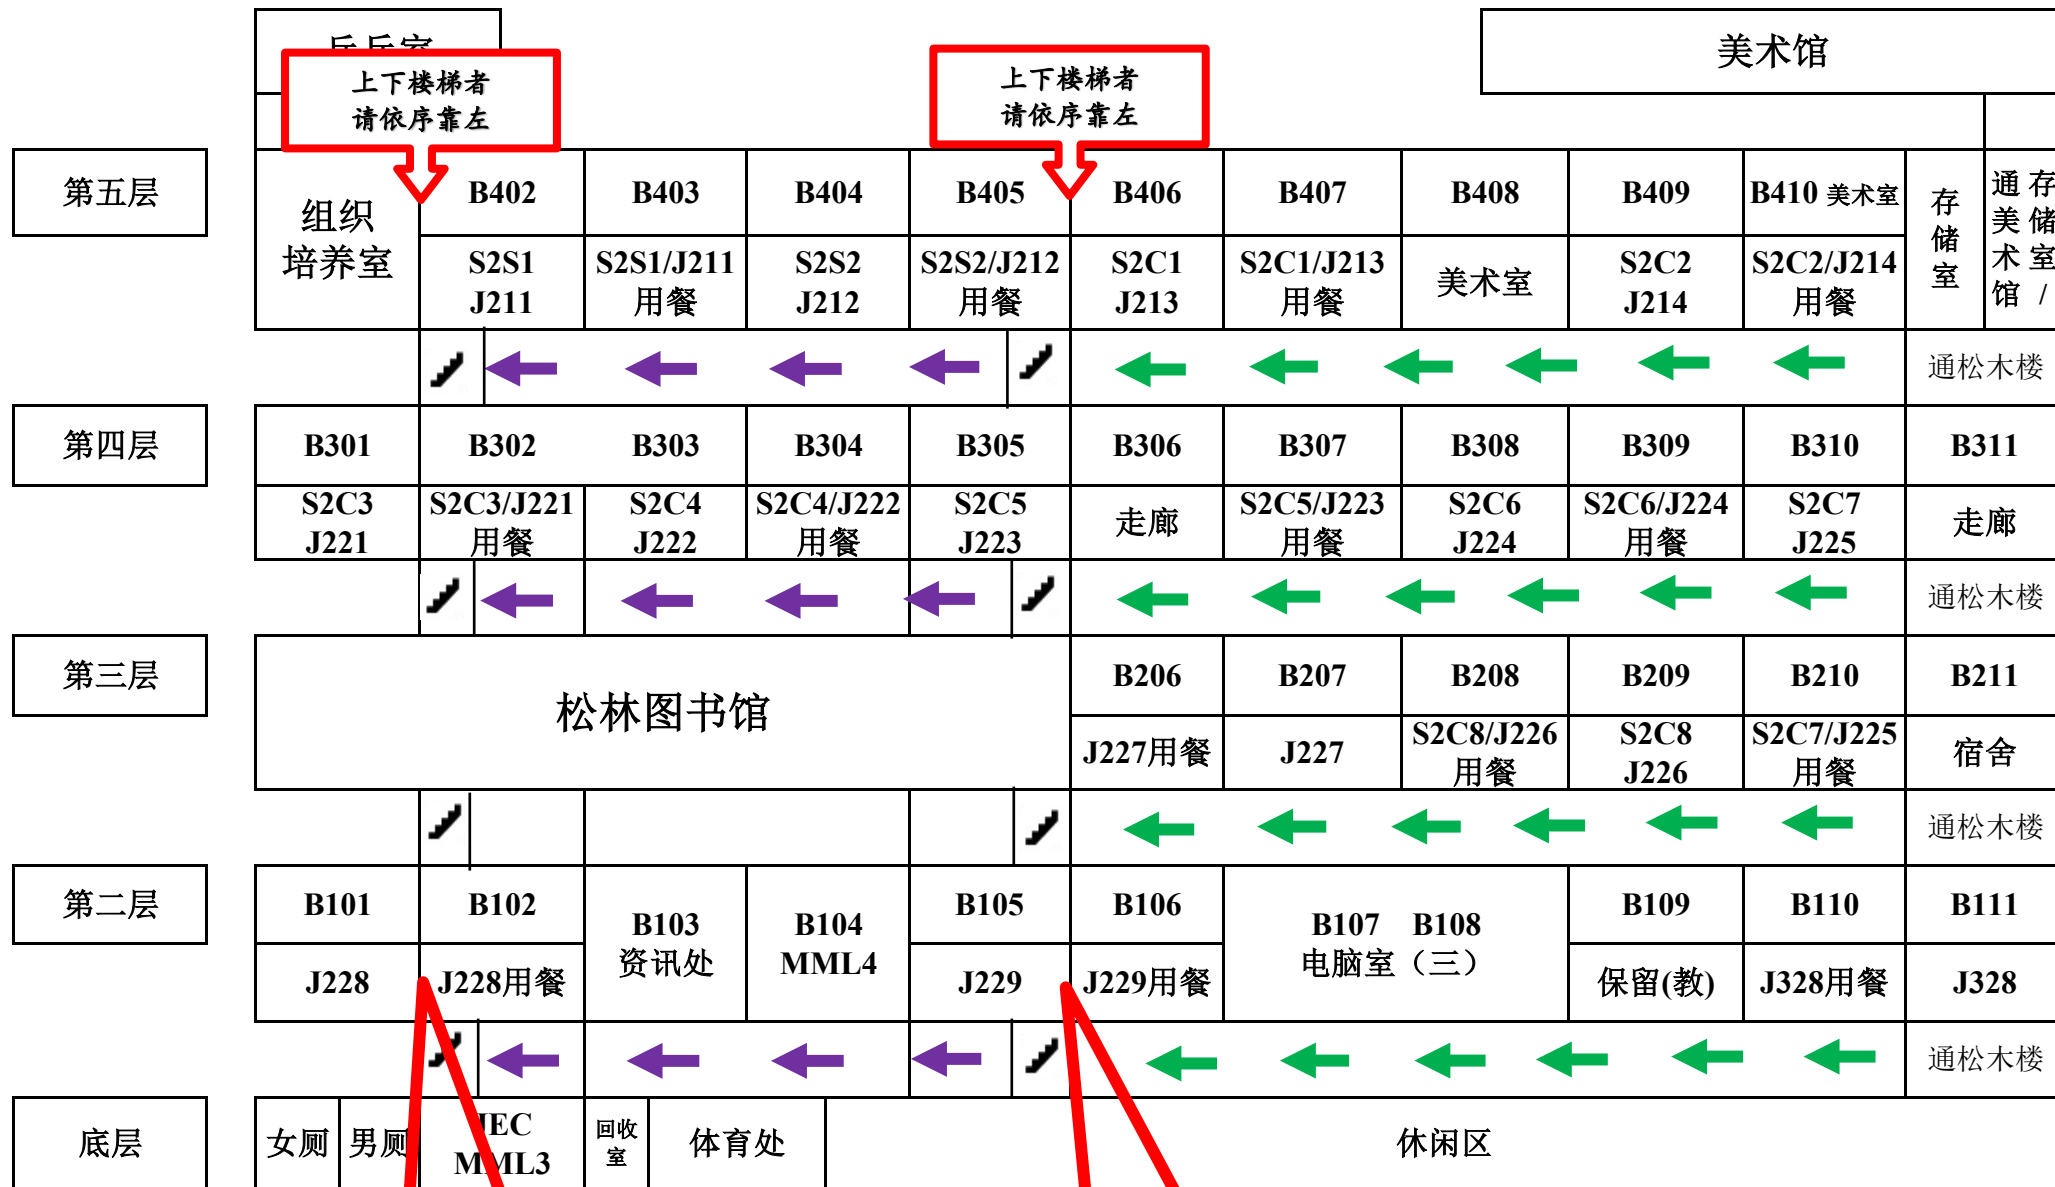 美术馆
上下楼梯者
请依序靠左
上下楼梯者
请依序靠左
第五层
组织
培养室
B402
B403
B404
B405
B406
B407
B408
B409
B410 美术室
存储室
通美术馆/
存储室
S2S1
J211
S2S1/J211
用餐
S2S2
J212
S2S2/J212
用餐
S2C1
J213
S2C1/J213
用餐
美术室
S2C2
J214
S2C2/J214
用餐
通松木楼
第四层
B301
B302
B303
B304
B305
B306
B307
B308
B309
B310
B311
S2C3
J221
S2C3/J221
用餐
S2C4
J222
S2C4/J222
用餐
S2C5
J223
走廊
S2C5/J223
用餐
S2C6
J224
S2C6/J224
用餐
S2C7
J225
走廊
通松木楼
第三层
松林图书馆
B206
B207
B208
B209
B210
B211
J227用餐
J227
S2C8/J226
用餐
S2C8
J226
S2C7/J225
用餐
宿舍
通松木楼
第二层
B101
B102
B103
资讯处
B104
MML4
B105
B106
B107 B108
电脑室（三）
B109
B110
B111
J228
J228用餐
J229
J229用餐
保留(教)
J328用餐
J328
通松木楼
底层
女厕
男厕
IEC
MML3
回收
室
体育处
休闲区